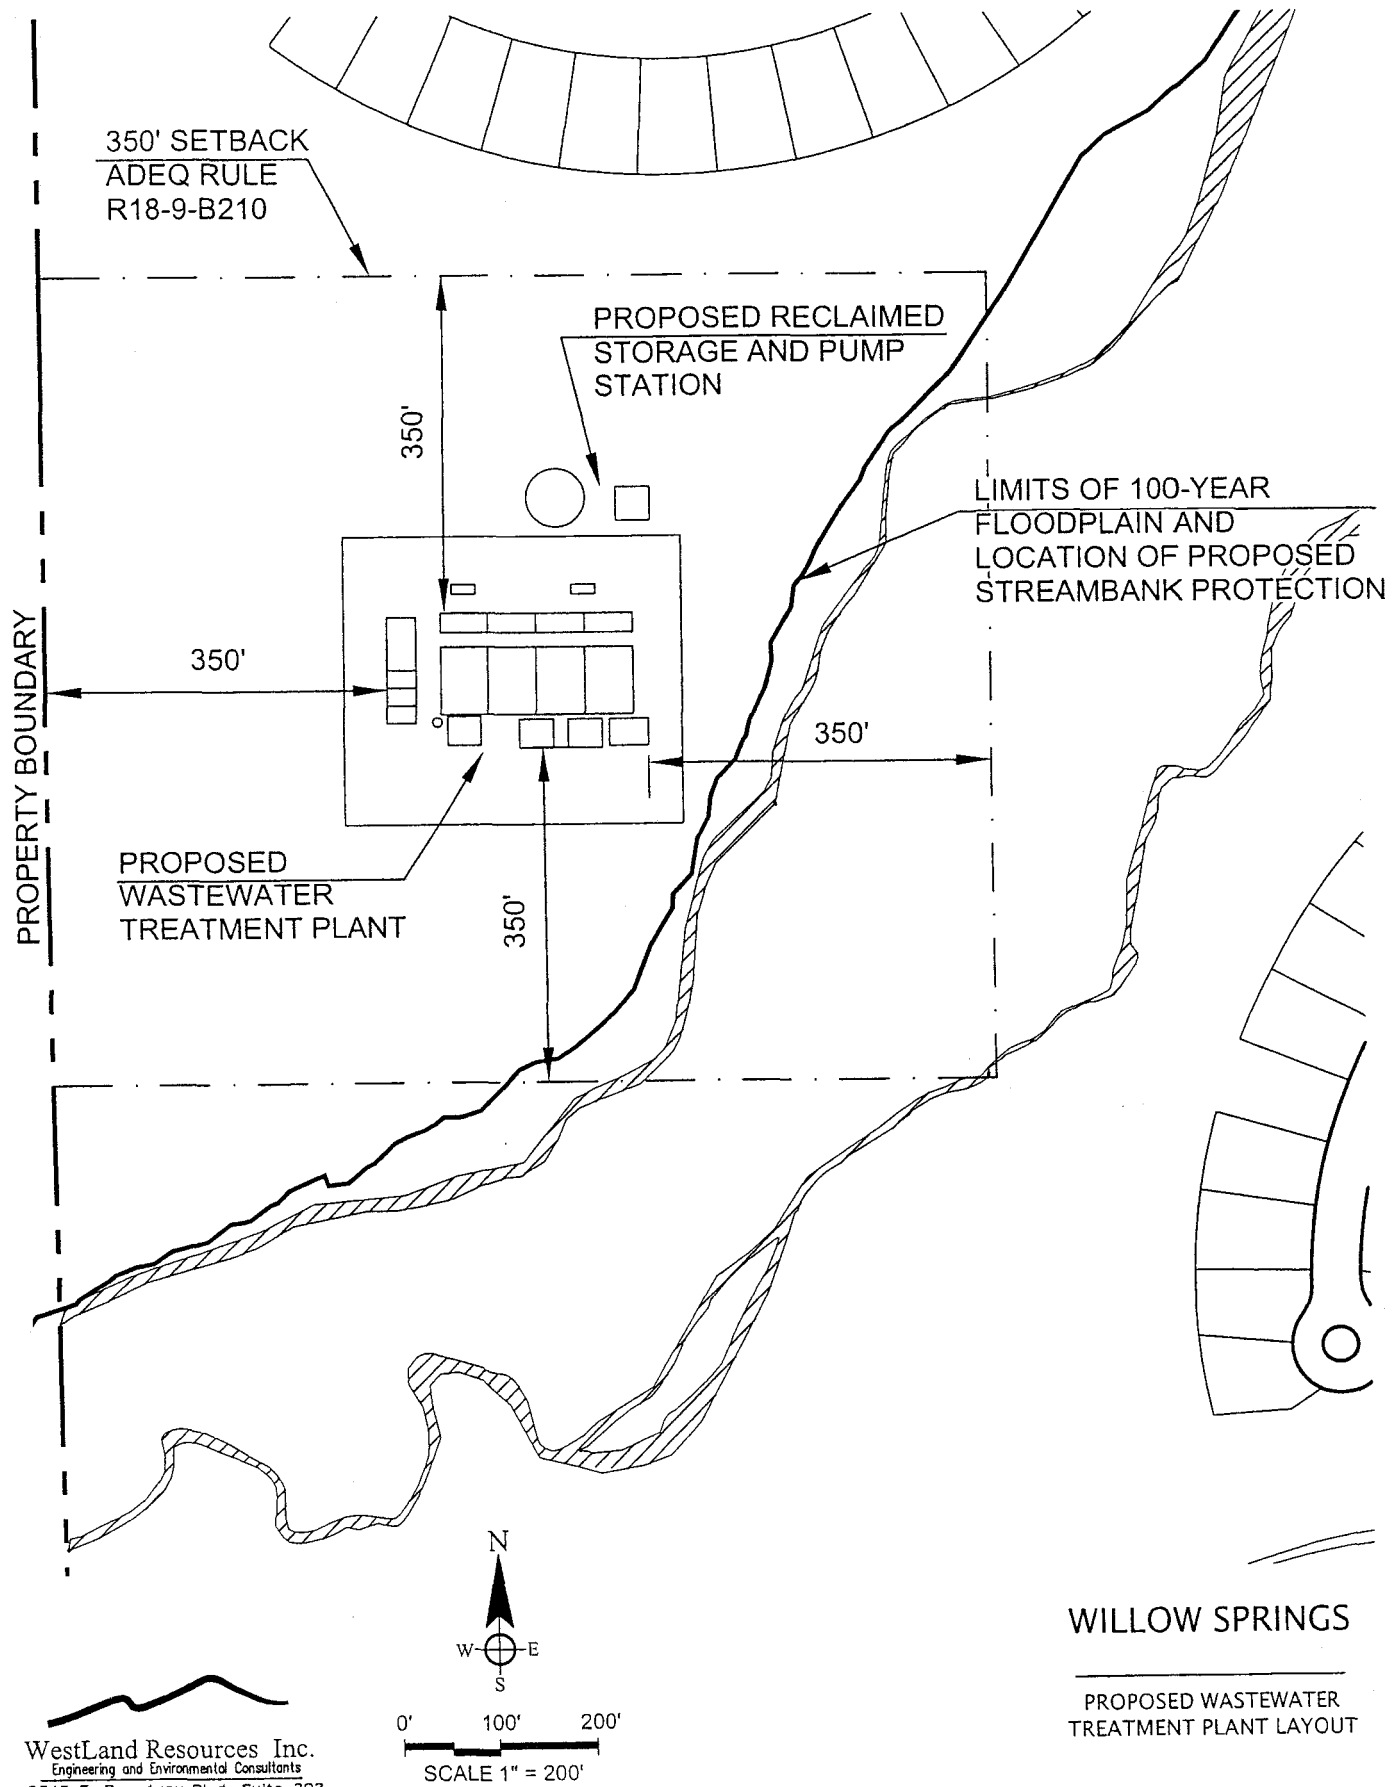 350' SETBACK
ADEQ RULE
R18-9-B210
PROPOSED RECLAIMED
STORAGE AND PUMP
STATION
350'
LIMITS OF 100-YEAR
FLOODPLAIN AND
LOCATION OF PROPOSED
STREAMBANK PROTECTION
PROPERTY BOUNDARY
350'
350'
PROPOSED
WASTEWATER
TREATMENT PLANT
350'
N
W E
S
WILLOW SPRINGS
PROPOSED WASTEWATER
TREATMENT PLANT LAYOUT
0' 100' 200'
SCALE 1" = 200'
WestLand Resources Inc.
Engineering and Environmental Consultants